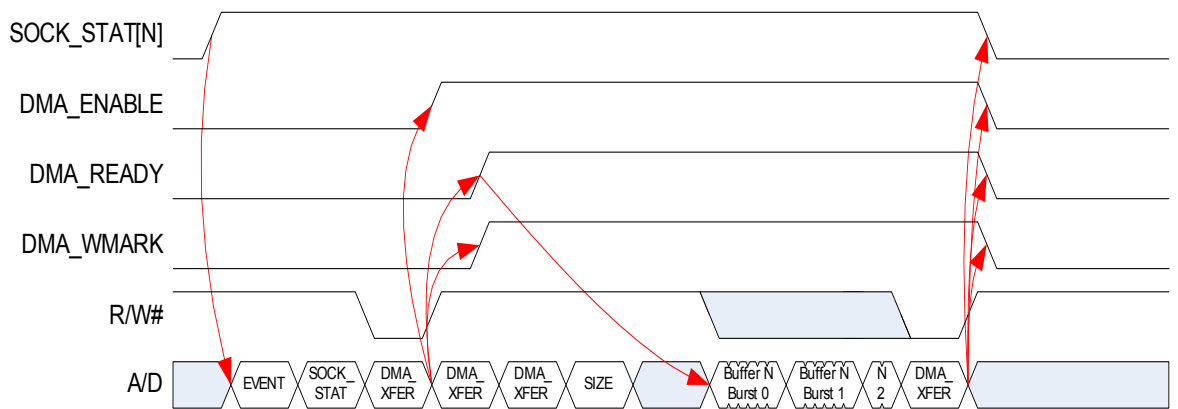 SOCK_STAT[N]
DMA_ENABLE
DMA_READY
DMA_WMARK
R/W#
A/D
EVENT
SOCK_
STAT
DMA_
XFER
DMA_
XFER
DMA_
XFER
SIZE
Buffer N
Burst 0
Buffer N
Burst 1
N
2
DMA_
XFER